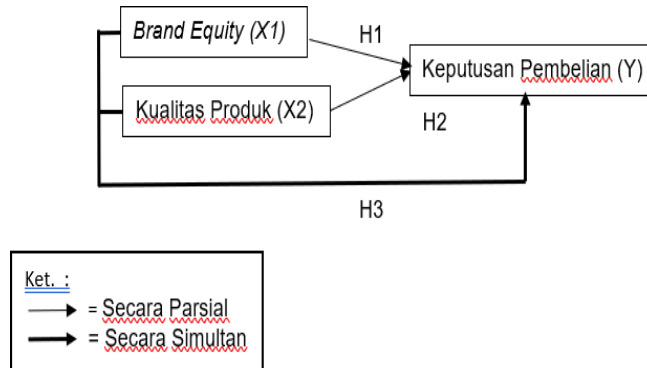 Brand Equity (X1)
H1
Keputusan Pembelian (Y)
Kualitas Produk (X2)
H2
H3
Ket. :
= Secara Parsial
= Secara Simultan